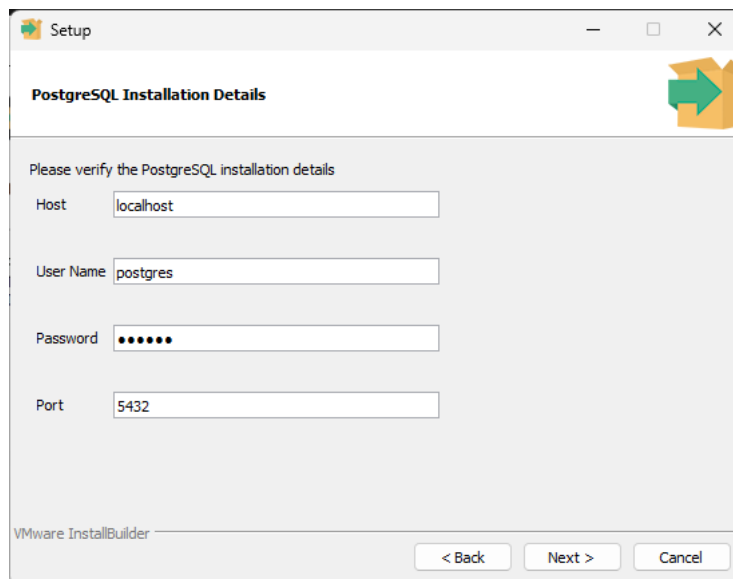 Setup
PostgreSQL Installation Details
Please verify the PostgreSQL installation details
Host localhost
User Name postgres
Password ••••••
Port 5432
VMware InstallBuilder
< Back Next > Cancel